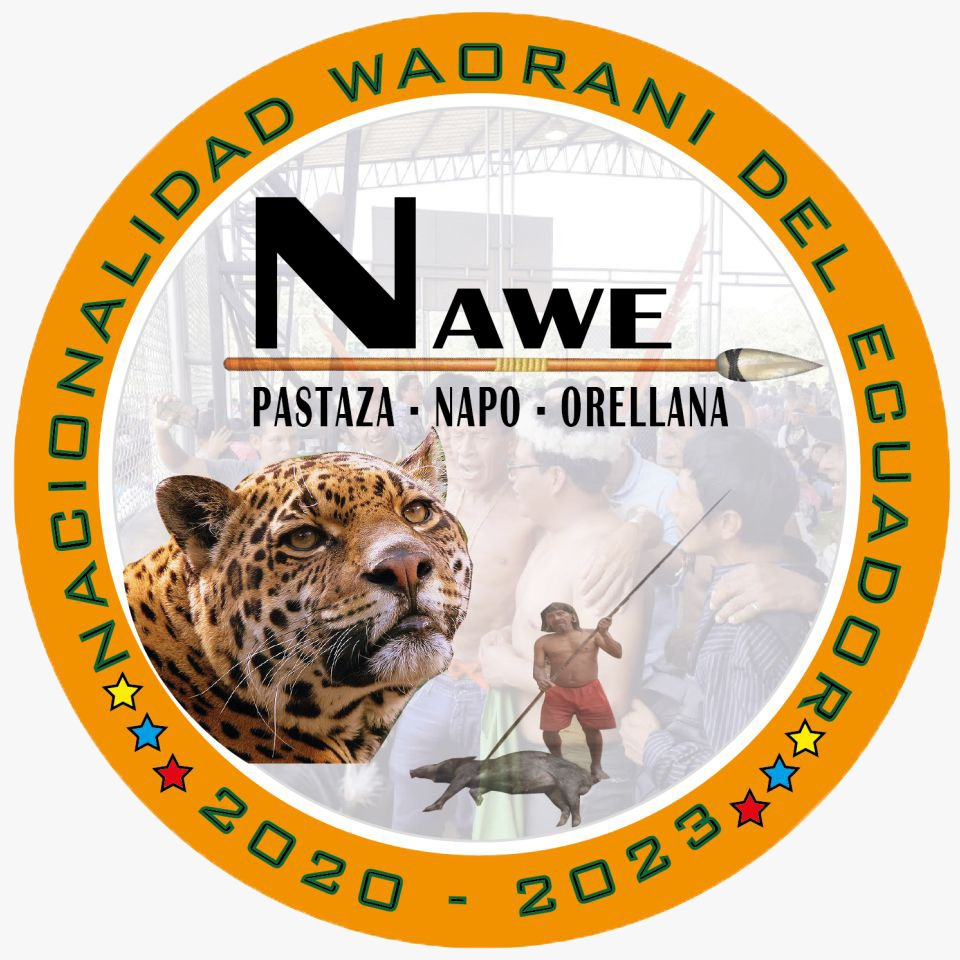 NACIONALIDAD WAORANI DEL ECUADOR
NAWE
PASTAZA - NAPO - ORELLANA
2020 - 2023